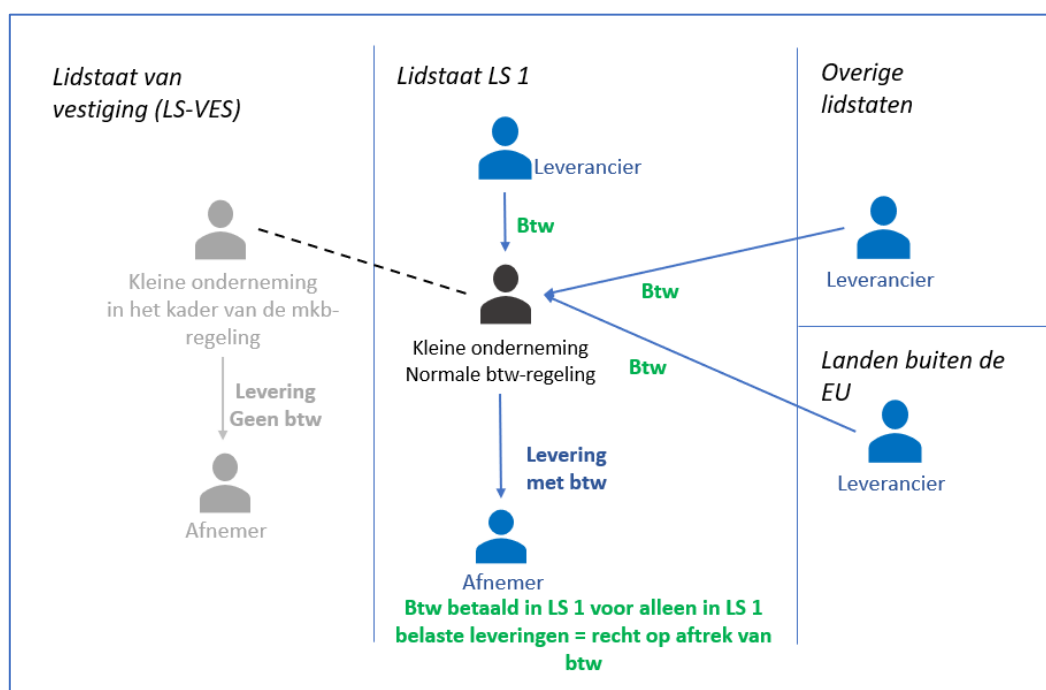 Lidstaat van
vestiging (LS-VES)
Kleine onderneming
in het kader van de mkb-
regeling
Levering
Geen btw
Afnemer
Lidstaat LS 1
Leverancier
Btw
Kleine onderneming
Normale btw-regeling
Btw
Btw
Levering
met btw
Afnemer
Btw betaald in LS 1 voor alleen in LS 1
belaste leveringen = recht op aftrek van
btw
Overige
lidstaten
Leverancier
Landen buiten de
EU
Leverancier